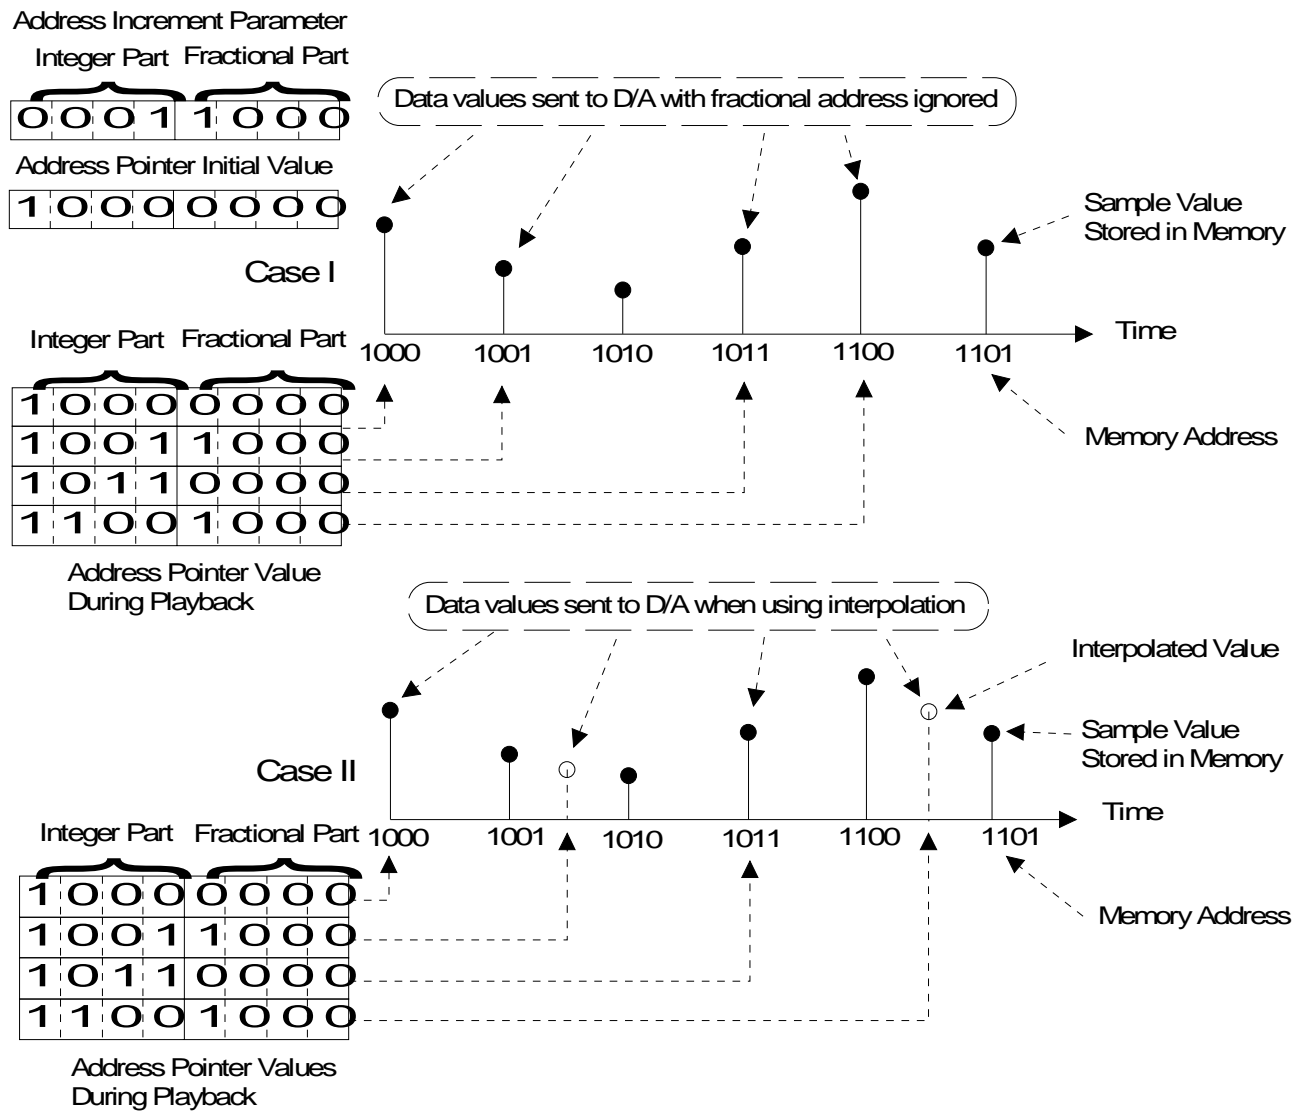 Address Increment Parameter
Integer Part Fractional Part
0 0 0 1 1 0 0 0
Data values sent to D/A with fractional address ignored
Address Pointer Initial Value
1 0 0 0 0 0 0 0
Sample Value
Stored in Memory
Case I
Time
1000 1001 1010 1011 1100 1101
Integer Part Fractional Part
1 0 0 0 0 0 0 0
1 0 0 1 1 0 0 0
1 0 1 1 0 0 0 0
1 1 0 0 1 0 0 0
Memory Address
Address Pointer Value
During Playback
Data values sent to D/A when using interpolation
Interpolated Value
Sample Value
Stored in Memory
Case II
Time
1000 1001 1010 1011 1100 1101
Integer Part Fractional Part
1 0 0 0 0 0 0 0
1 0 0 1 1 0 0 0
1 0 1 1 0 0 0 0
1 1 0 0 1 0 0 0
Memory Address
Address Pointer Values
During Playback